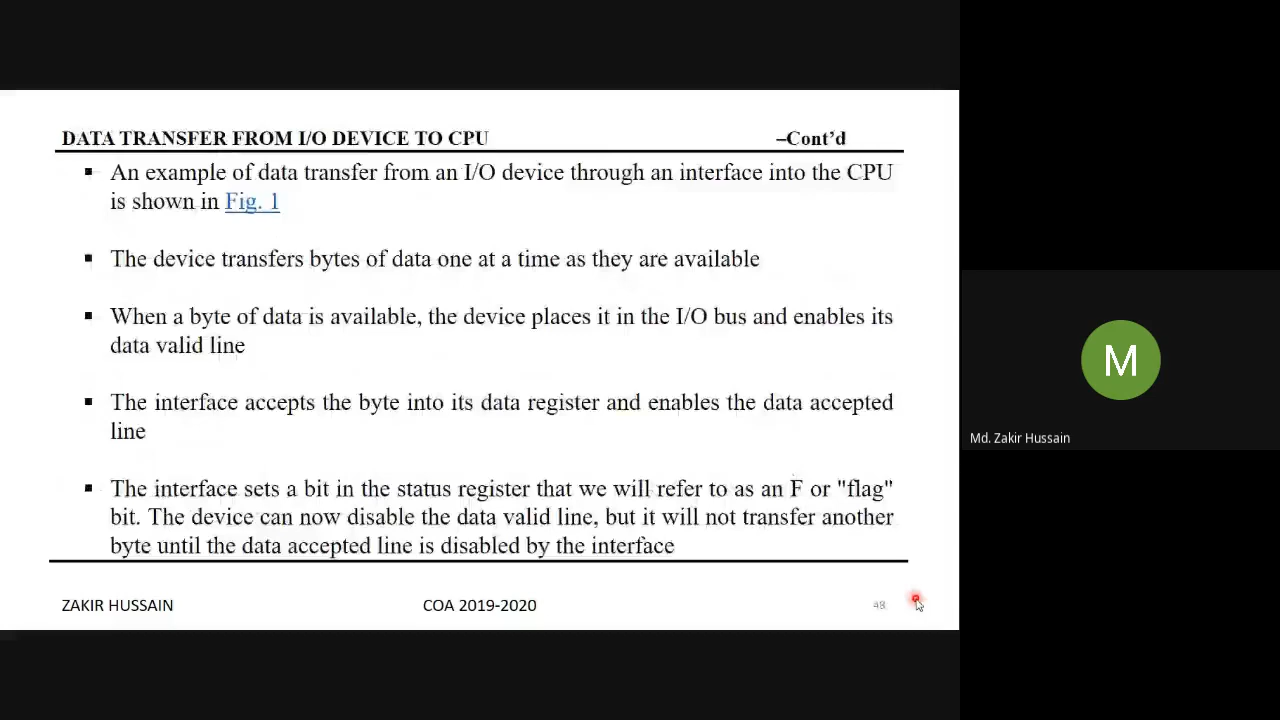 DATA TRANSFER FROM I/O DEVICE TO CPU –Cont’d
▪ An example of data transfer from an I/O device through an interface into the CPU
is shown in Fig. 1
▪ The device transfers bytes of data one at a time as they are available
▪ When a byte of data is available, the device places it in the I/O bus and enables its
data valid line
▪ The interface accepts the byte into its data register and enables the data accepted
line
▪ The interface sets a bit in the status register that we will refer to as an F or "flag"
bit. The device can now disable the data valid line, but it will not transfer another
byte until the data accepted line is disabled by the interface
ZAKIR HUSSAIN COA 2019-2020 48
M
Md. Zakir Hussain